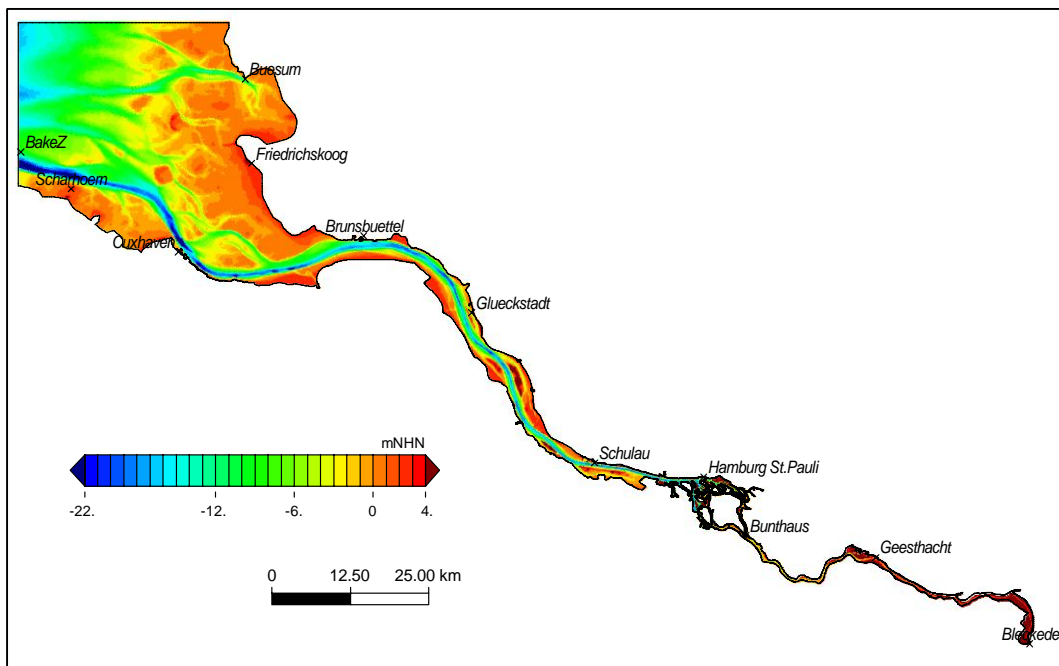 Buesum
BakeZ
Friedrichskoog
Scharhoern
Cuxhaven
Brunsbuettel
Glueckstadt
mNHN
-22. -12. -6. 0 4.
Schulau
Hamburg St.Pauli
Bunthaus
Geesthacht
0 12.50 25.00 km
Bleckede